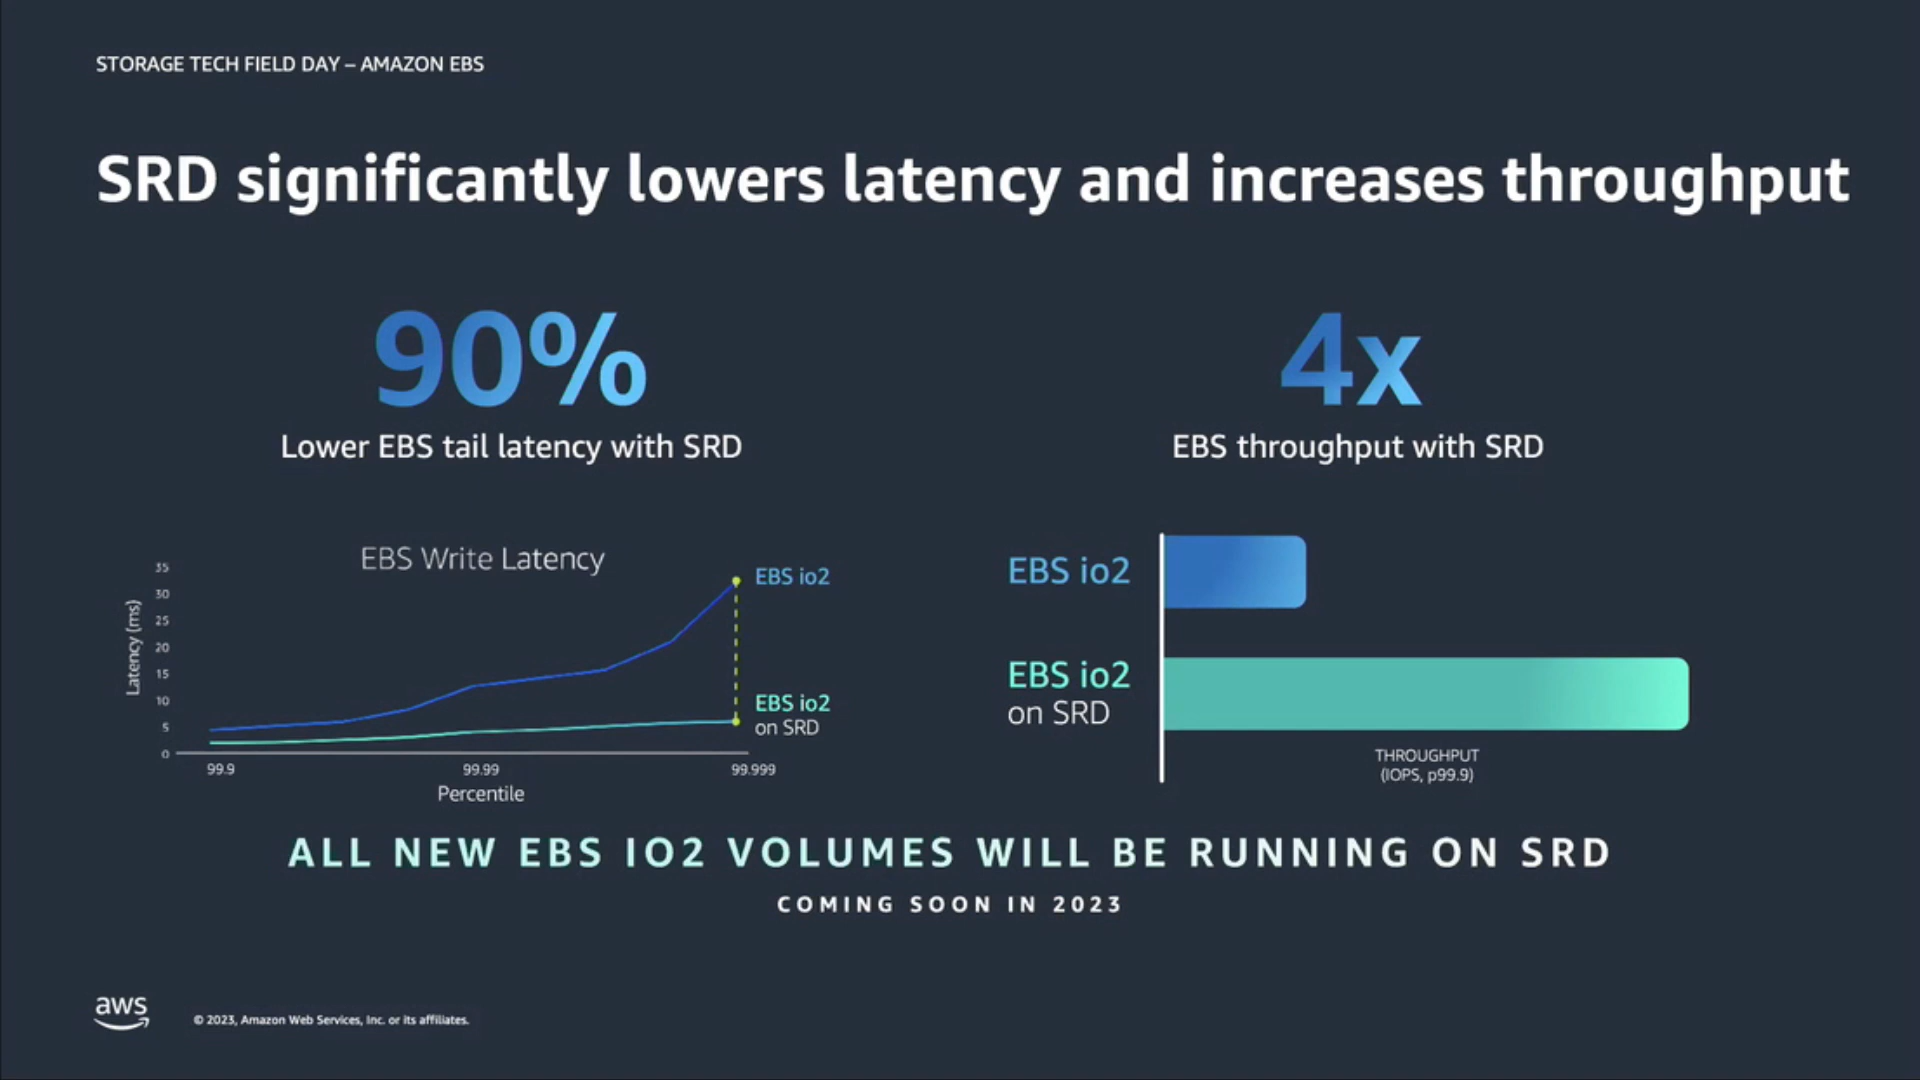 STORAGE TECH FIELD DAY – AMAZON EBS
SRD significantly lowers latency and increases throughput
90%
Lower EBS tail latency with SRD
4x
EBS throughput with SRD
EBS Write Latency
Latency (ms)
35
30
25
20
15
10
5
0
99.9
99.99
99.999
Percentile
EBS io2
EBS io2
on SRD
EBS io2
EBS io2
on SRD
THROUGHPUT
(IOPS, p99.9)
ALL NEW EBS IO2 VOLUMES WILL BE RUNNING ON SRD
COMING SOON IN 2023
aws
© 2023, Amazon Web Services, Inc. or its affiliates.